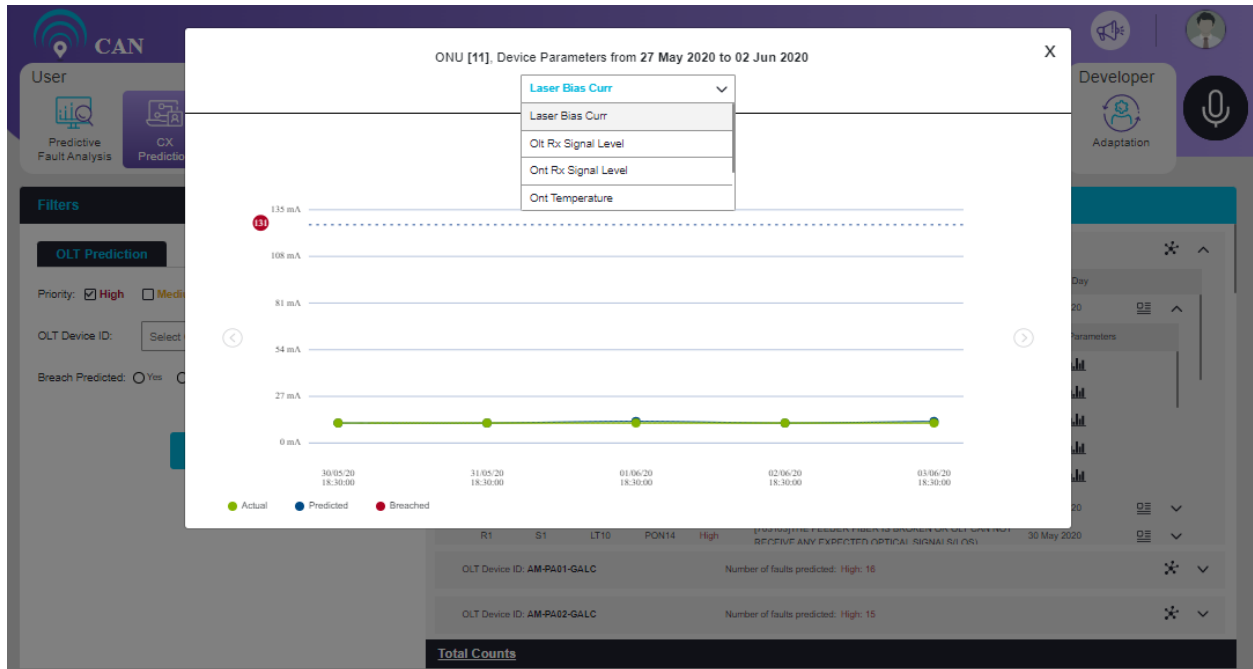 CAN
User
Predictive
Fault Analysis
CX
Predictio
Developer
Adaptation
ONU [11], Device Parameters from 27 May 2020 to 02 Jun 2020
X
Laser Bias Curr
Laser Bias Curr
Olt Rx Signal Level
Ont Rx Signal Level
Ont Temperature
135 mA
131
108 mA
81 mA
54 mA
27 mA
0 mA
30/05/20
18:30:00
31/05/20
18:30:00
01/06/20
18:30:00
02/06/20
18:30:00
03/06/20
18:30:00
Actual Predicted Breached
Filters
OLT Prediction
Priority: High Medi
OLT Device ID: Select
Breach Predicted: Yes
Day
20
Parameters
20
R1 S1 LT10 PON14 High 30 May 2020
RECEIVE ANY EXPECTED OPTICAL SIGNALS(LOS)
OLT Device ID: AM-PA01-GALC Number of faults predicted: High: 16
OLT Device ID: AM-PA02-GALC Number of faults predicted: High: 15
Total Counts